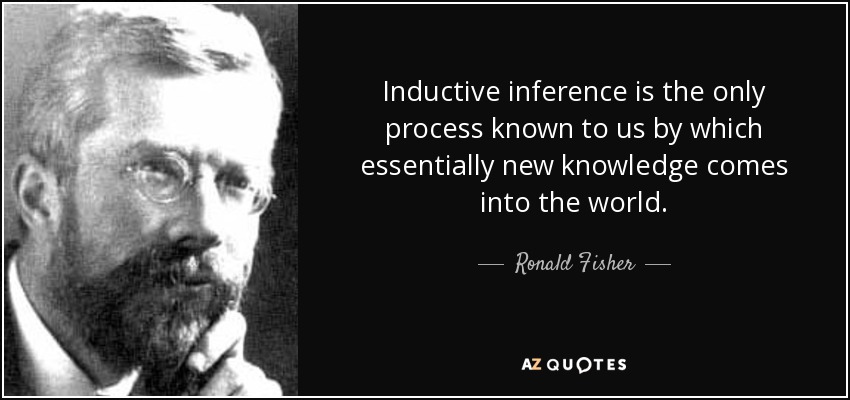 Inductive inference is the only
process known to us by which
essentially new knowledge comes
into the world.
Ronald Fisher
AZ QUOTES